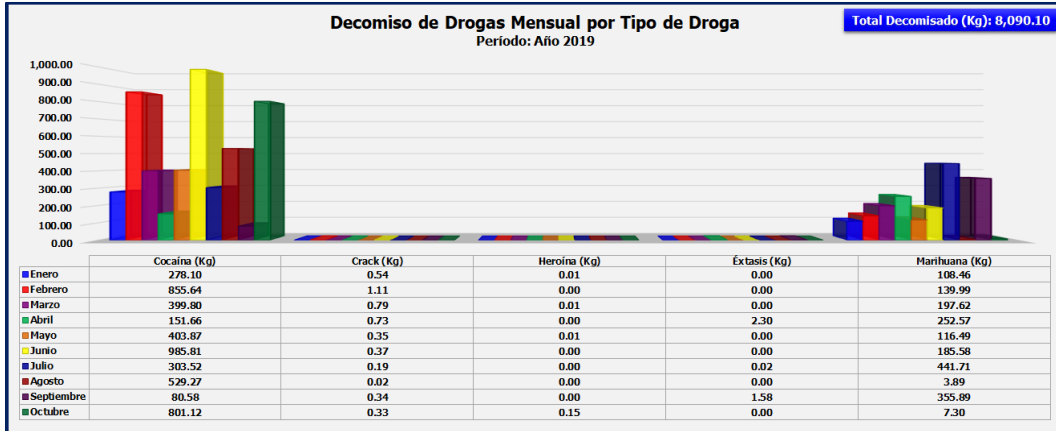 Decomiso de Drogas Mensual por Tipo de Droga
Total Decomisado (Kg): 8,090.10
Período: Año 2019
1,000.00
900.00
800.00
700.00
600.00
500.00
400.00
300.00
200.00
100.00
0.00
Cocaína (Kg) Crack (Kg) Heroína (Kg) Éxtasis (Kg) Marihuana (Kg)
Enero 278.10 0.54 0.01 0.00 108.46
Febrero 855.64 1.11 0.00 0.00 139.99
Marzo 399.80 0.79 0.01 0.00 197.62
Abril 151.66 0.73 0.00 2.30 252.57
Mayo 403.87 0.35 0.01 0.00 116.49
Junio 985.81 0.37 0.00 0.00 185.58
Julio 303.52 0.19 0.00 0.02 441.71
Agosto 529.27 0.02 0.00 0.00 3.89
Septiembre 80.58 0.34 0.00 1.58 355.89
Octubre 801.12 0.33 0.15 0.00 7.30